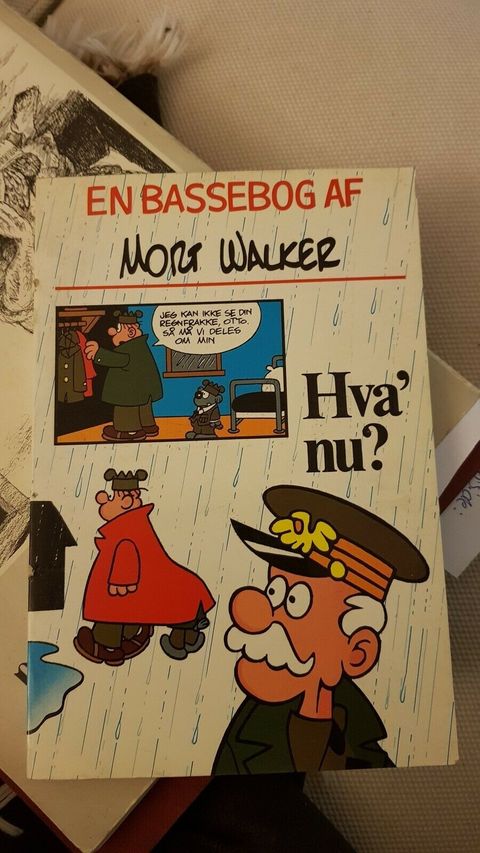 EN BASSEBOG AF
MORT WALKER
JEG KAN IKKE SE DIN
REGNFRAKKE, OTTO.
SÅ MÅ VI DELES
OM MIN
Hva'
nu?